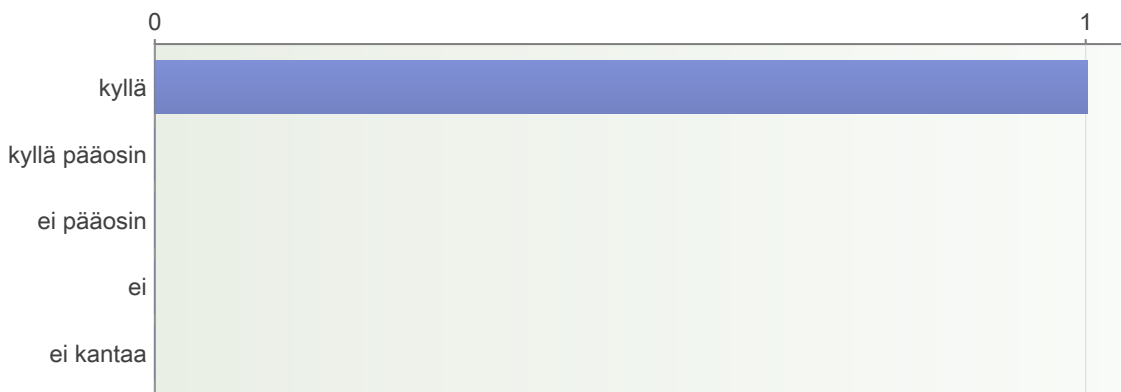 0 1
kyllä
kyllä pääosin
ei pääosin
ei
ei kantaa